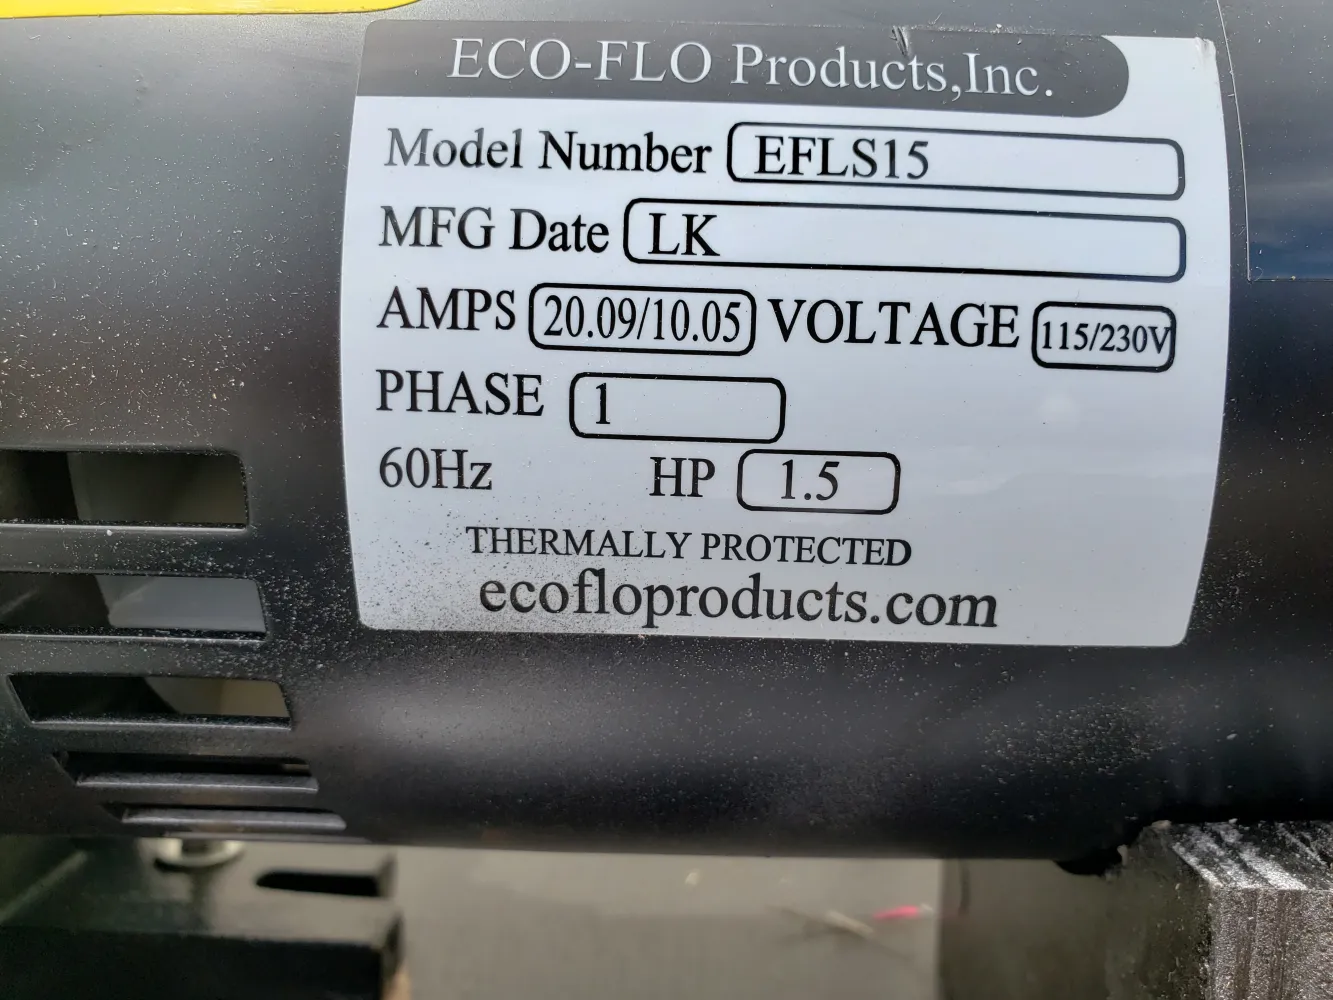 ECO-FLO Products,Inc.
Model Number EFLS15
MFG Date LK
AMPS 20.09/10.05 VOLTAGE 115/230V
PHASE 1
60Hz HP 1.5
THERMALLY PROTECTED
ecofloproducts.com